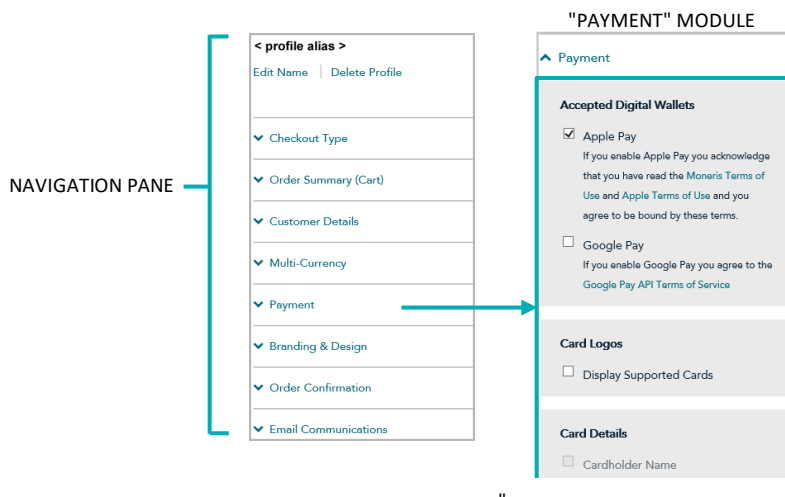 "PAYMENT" MODULE
NAVIGATION PANE
< profile alias >
Edit Name | Delete Profile
Checkout Type
Order Summary (Cart)
Customer Details
Multi-Currency
Payment
Branding & Design
Order Confirmation
Email Communications
Payment
Accepted Digital Wallets
Apple Pay
If you enable Apple Pay you acknowledge
that you have read the Moneris Terms of
Use and Apple Terms of Use and you
agree to be bound by these terms.
Google Pay
If you enable Google Pay you agree to the
Google Pay API Terms of Service
Card Logos
Display Supported Cards
Card Details
Cardholder Name
"